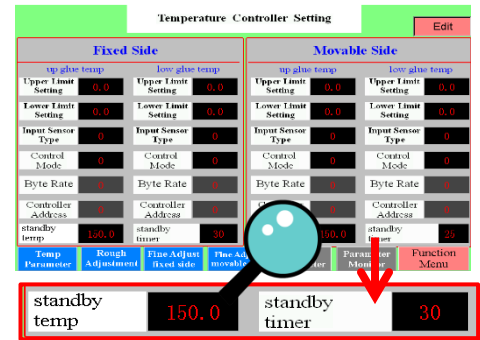 Temperature Controller Setting
Edit
Fixed Side
Movable Side
up glue temp low glue temp
up glue temp low glue temp
Upper Limit Setting 0.0 Upper Limit Setting 0.0
Upper Limit Setting 0.0 Upper Limit Setting 0.0
Lower Limit Setting 0.0 Lower Limit Setting 0.0
Lower Limit Setting 0.0 Lower Limit Setting 0.0
Input Sensor Type 0 Input Sensor Type 0
Input Sensor Type 0 Input Sensor Type 0
Control Mode 0 Control Mode 0
Control Mode 0 Control Mode 0
Byte Rate 0 Byte Rate 0
Byte Rate 0 Byte Rate 0
Controller Address 0 Controller Address 0
Controller Address 0
standby temp 150.0 standby timer 30
150.0 standby timer 25
Temp Parameter
Rough Adjustment
Fine Adjust fixed side
Fine
Monitor
Function Menu
standby temp 150.0 standby timer 30